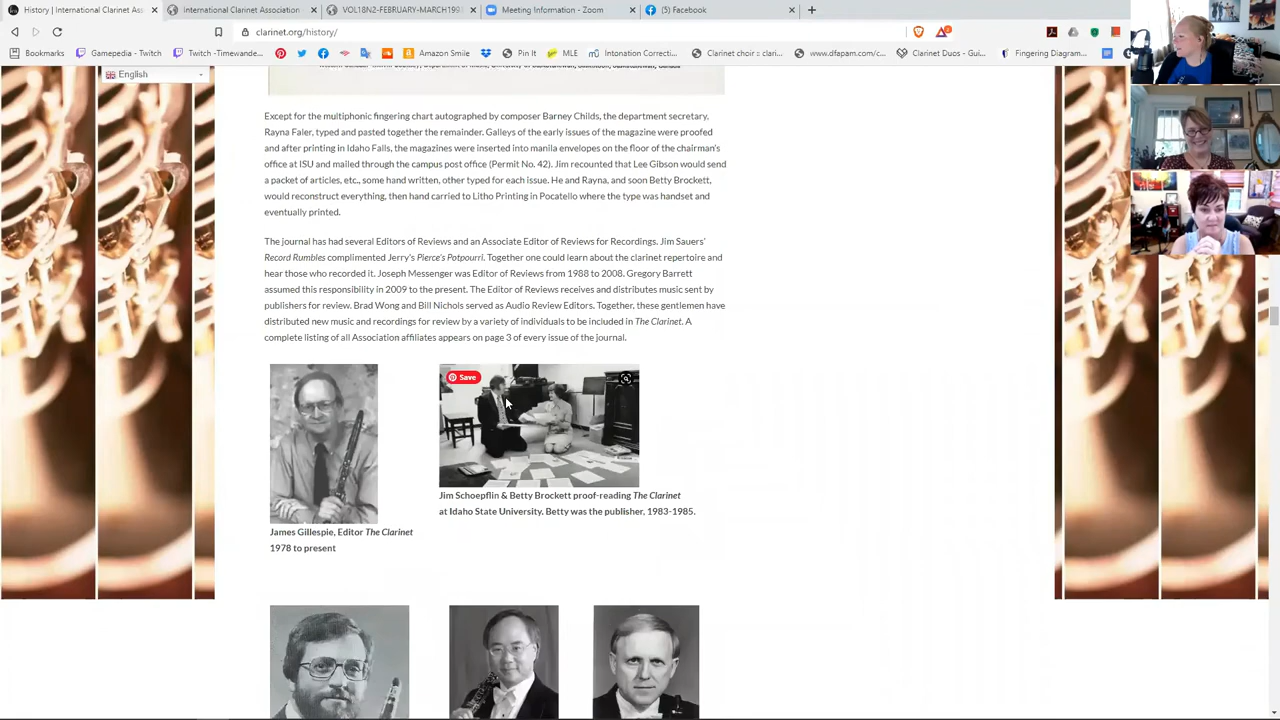 History | International Clarinet Ass
International Clarinet Association
VOL18N2-FEBRUARY-MARCH199
Meeting Information - Zoom
(5) Facebook
clarinet.org/history/
Bookmarks
Gamepedia - Twitch
Twitch -Timewande...
Amazon Smile
Pin It
MLE
Intonation Correcti...
Clarinet choir :: clari...
www.dfapam.com/c...
Clarinet Duos - Gui...
Fingering Diagram...
English
Except for the multiphonic fingering chart autographed by composer Barney Childs, the department secretary,
Rayna Faler, typed and pasted together the remainder. Galleys of the early issues of the magazine were proofed
and after printing in Idaho Falls, the magazines were inserted into manila envelopes on the floor of the chairman's
office at ISU and mailed through the campus post office (Permit No. 42). Jim recounted that Lee Gibson would send
a packet of articles, etc., some hand written, other typed for each issue. He and Rayna, and soon Betty Brockett,
would reconstruct everything, then hand carried to Litho Printing in Pocatello where the type was handset and
eventually printed.
The journal has had several Editors of Reviews and an Associate Editor of Reviews for Recordings. Jim Sauers'
Record Rumbles complimented Jerry's Pierce's Potpourri. Together one could learn about the clarinet repertoire and
hear those who recorded it. Joseph Messenger was Editor of Reviews from 1988 to 2008. Gregory Barrett
assumed this responsibility in 2009 to the present. The Editor of Reviews receives and distributes music sent by
publishers for review. Brad Wong and Bill Nichols served as Audio Review Editors. Together, these gentlemen have
distributed new music and recordings for review by a variety of individuals to be included in The Clarinet. A
complete listing of all Association affiliates appears on page 3 of every issue of the journal.
Save
Jim Schoepflin & Betty Brockett proof-reading The Clarinet
at Idaho State University. Betty was the publisher, 1983-1985.
James Gillespie, Editor The Clarinet
1978 to present